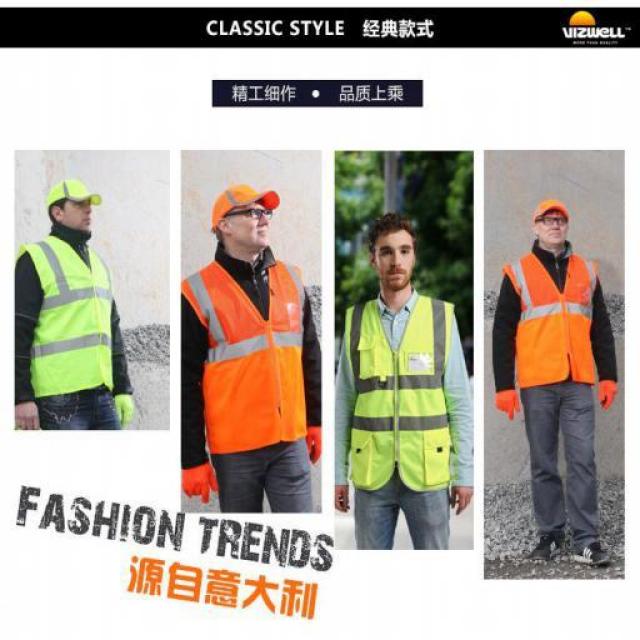 CLASSIC STYLE 经典款式
VIZWELL
MORE THAN QUALITY
精工细作 • 品质上乘
FASHION TRENDS
源自意大利